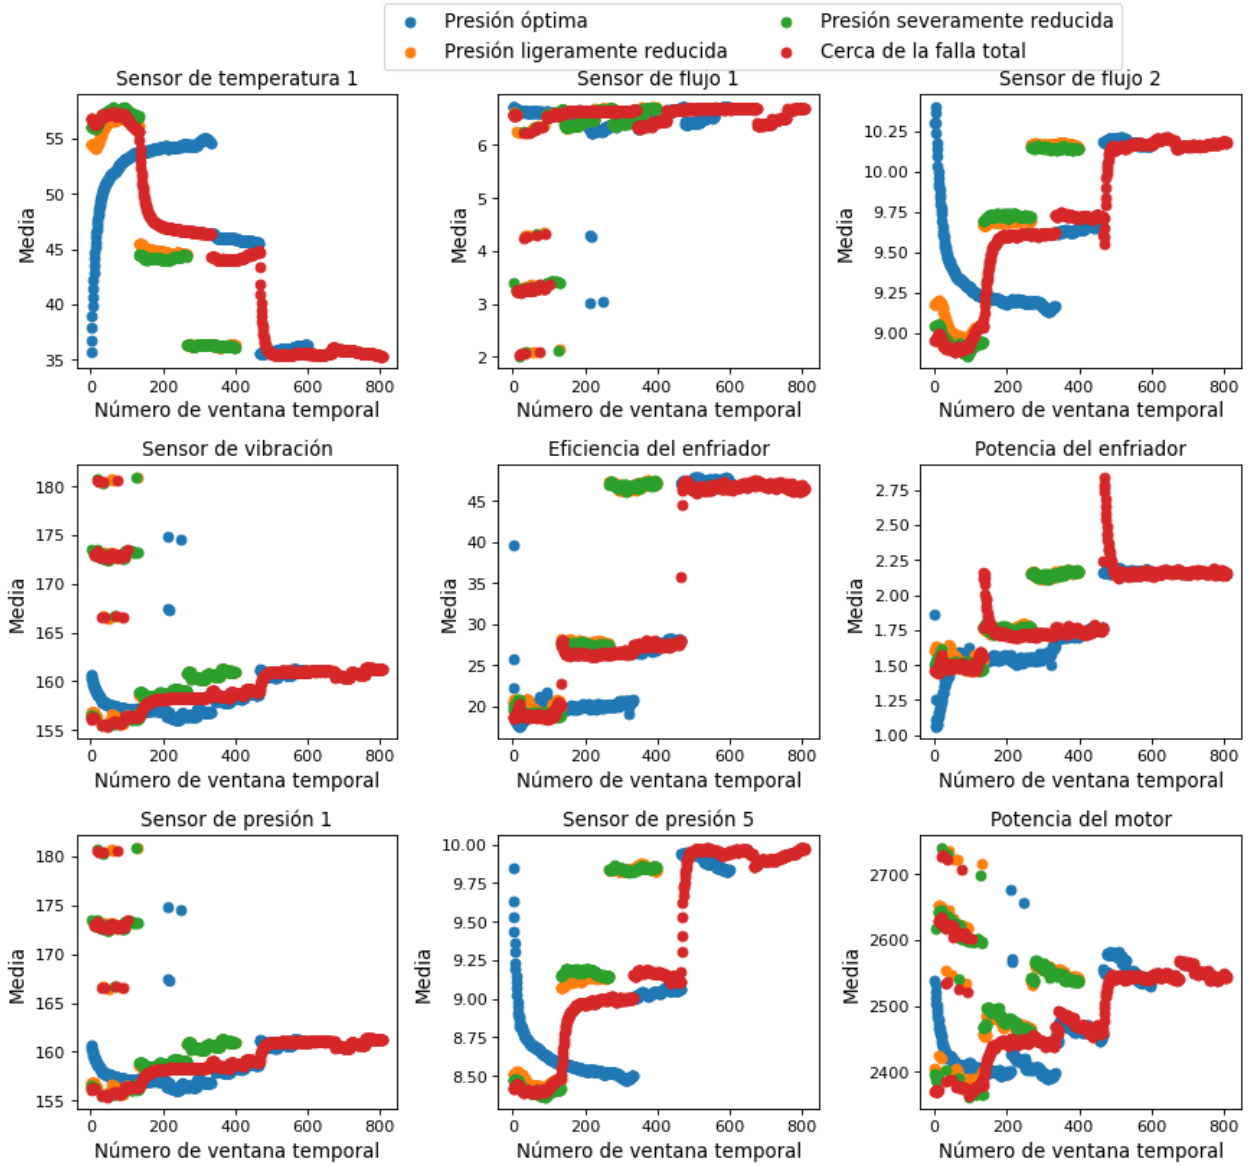 Presión óptima
Presión ligeramente reducida
Presión severamente reducida
Cerca de la falla total
Sensor de temperatura 1
Media
55
50
45
40
35
0 200 400 600 800
Número de ventana temporal
Sensor de flujo 1
Media
6
5
4
3
2
0 200 400 600 800
Número de ventana temporal
Sensor de flujo 2
Media
10.25
10.00
9.75
9.50
9.25
9.00
0 200 400 600 800
Número de ventana temporal
Sensor de vibración
Media
180
175
170
165
160
155
0 200 400 600 800
Número de ventana temporal
Eficiencia del enfriador
Media
45
40
35
30
25
20
0 200 400 600 800
Número de ventana temporal
Potencia del enfriador
Media
2.75
2.50
2.25
2.00
1.75
1.50
1.25
1.00
0 200 400 600 800
Número de ventana temporal
Sensor de presión 1
Media
180
175
170
165
160
155
0 200 400 600 800
Número de ventana temporal
Sensor de presión 5
Media
10.00
9.75
9.50
9.25
9.00
8.75
8.50
0 200 400 600 800
Número de ventana temporal
Potencia del motor
Media
2700
2600
2500
2400
0 200 400 600 800
Número de ventana temporal